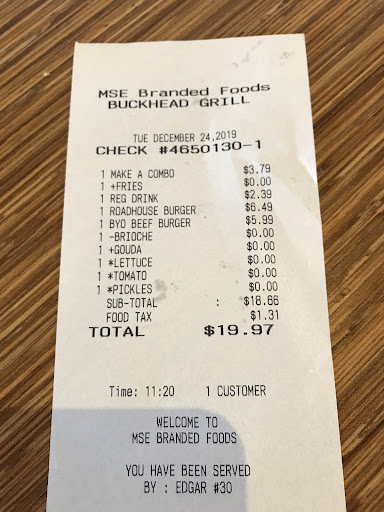 MSE Branded Foods
BUCKHEAD GRILL
TUE DECEMBER 24,2019
CHECK #4650130-1
1 MAKE A COMBO $3.79
1 +FRIES $0.00
1 REG DRINK $2.39
1 ROADHOUSE BURGER $6.49
1 BYO BEEF BURGER $5.99
1 -BRIOCHE $0.00
1 +GOUDA $0.00
1 *LETTUCE $0.00
1 *TOMATO $0.00
1 *PICKLES $0.00
SUB-TOTAL : $18.66
FOOD TAX $1.31
TOTAL $19.97
Time: 11:20 1 CUSTOMER
WELCOME TO
MSE BRANDED FOODS
YOU HAVE BEEN SERVED
BY : EDGAR #30